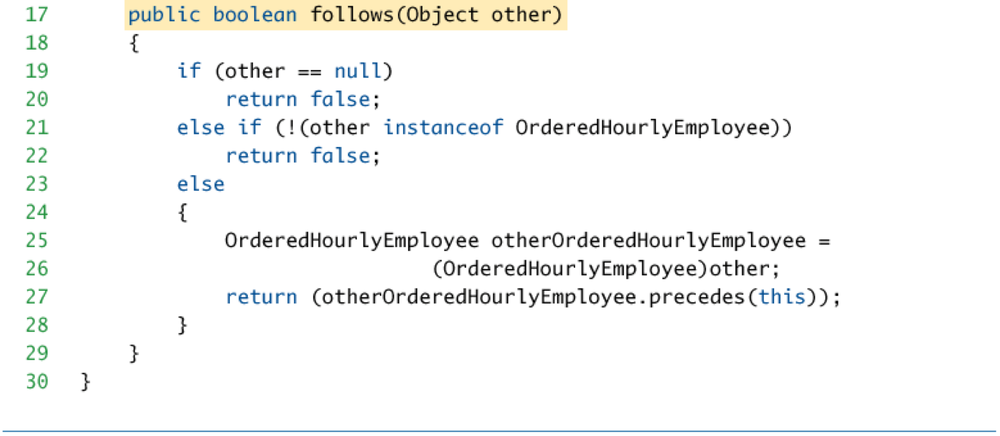 17 public boolean follows(Object other)
18 {
19 if (other == null)
20 return false;
21 else if (!(other instanceof OrderedHourlyEmployee))
22 return false;
23 else
24 {
25 OrderedHourlyEmployee otherOrderedHourlyEmployee =
26 (OrderedHourlyEmployee)other;
27 return (otherOrderedHourlyEmployee.precedes(this));
28 }
29 }
30 }